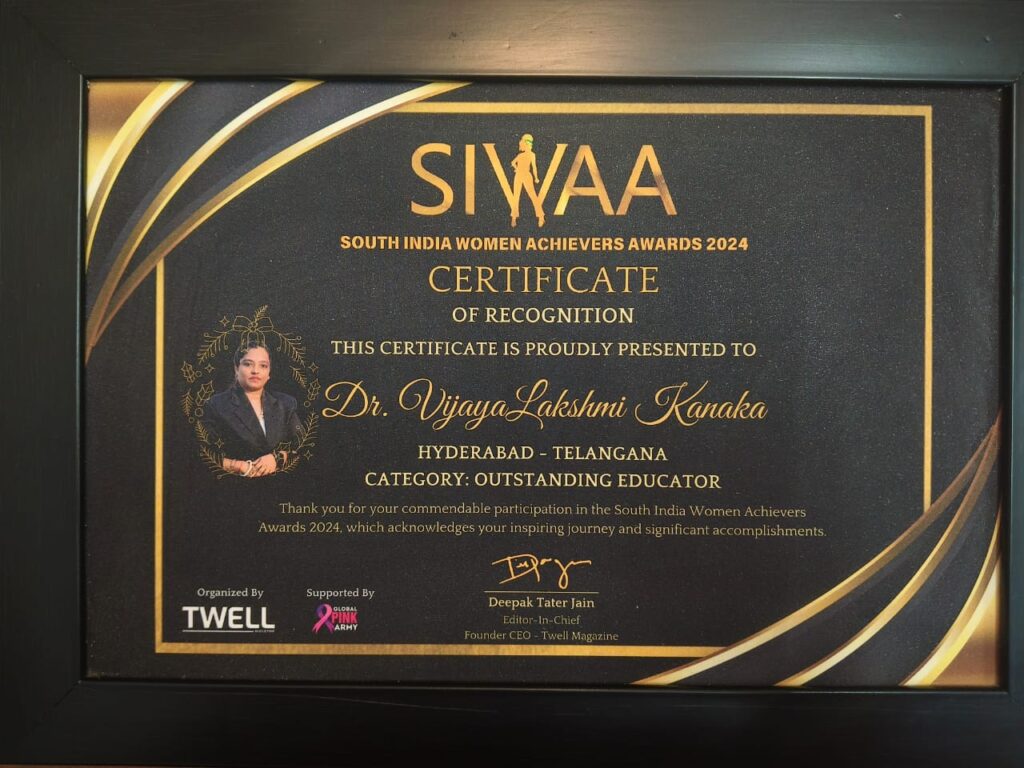 SIWAA
SOUTH INDIA WOMEN ACHIEVERS AWARDS 2024
CERTIFICATE
OF RECOGNITION
THIS CERTIFICATE IS PROUDLY PRESENTED TO
Dr. VijayaLakshmi Kanaka
HYDERABAD - TELANGANA
CATEGORY: OUTSTANDING EDUCATOR
Thank you for your commendable participation in the South India Women Achievers
Awards 2024, which acknowledges your inspiring journey and significant accomplishments.
Organized By
TWELL
Supported By
GLOBAL
PINK
ARMY
Deepak Tater Jain
Editor-In-Chief
Founder CEO - Twell Magazine